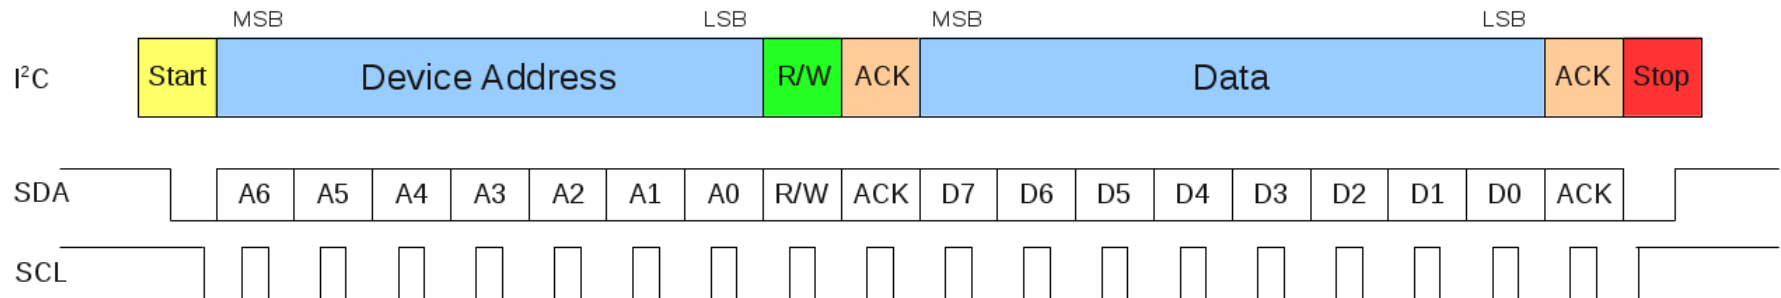 MSB LSB MSB LSB
I²C Start Device Address R/W ACK Data ACK Stop
SDA A6 A5 A4 A3 A2 A1 A0 R/W ACK D7 D6 D5 D4 D3 D2 D1 D0 ACK
SCL